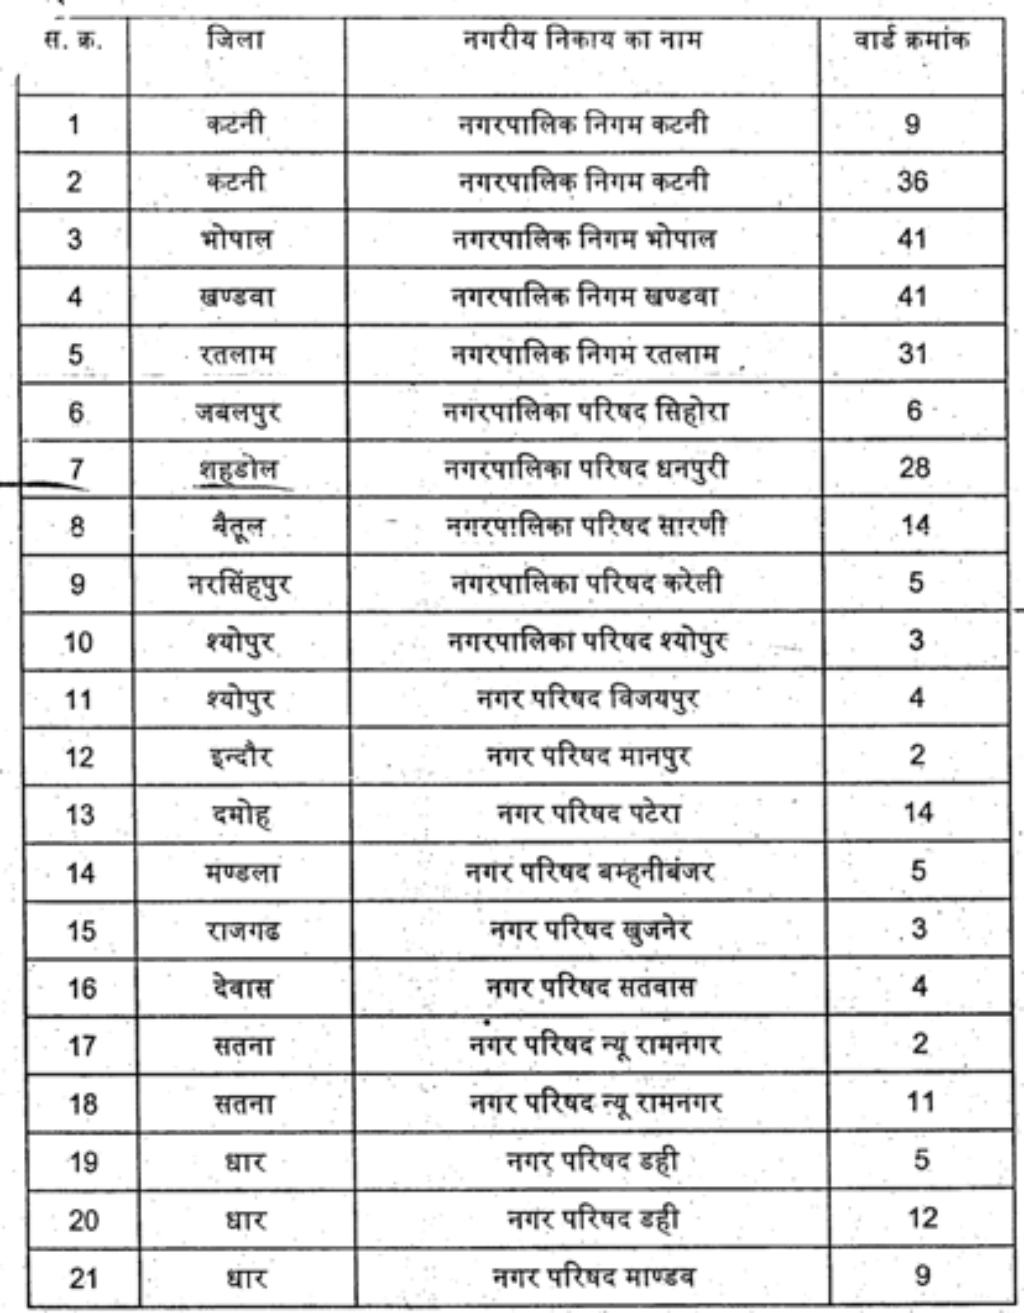 स. क्र. जिला नगरीय निकाय का नाम वार्ड क्रमांक
1 कटनी नगरपालिक निगम कटनी 9
2 कटनी नगरपालिक निगम कटनी 36
3 भोपाल नगरपालिक निगम भोपाल 41
4 खण्डवा नगरपालिक निगम खण्डवा 41
5 रतलाम नगरपालिक निगम रतलाम 31
6 जबलपुर नगरपालिका परिषद सिहोरा 6
7 शहडोल नगरपालिका परिषद धनपुरी 28
8 बैतूल नगरपालिका परिषद सारणी 14
9 नरसिंहपुर नगरपालिका परिषद करेली 5
10 श्योपुर नगरपालिका परिषद श्योपुर 3
11 श्योपुर नगर परिषद विजयपुर 4
12 इन्दौर नगर परिषद मानपुर 2
13 दमोह नगर परिषद पटेरा 14
14 मण्डला नगर परिषद बम्हनीबंजर 5
15 राजगढ नगर परिषद खुजनेर 3
16 देवास नगर परिषद सतवास 4
17 सतना नगर परिषद न्यू रामनगर 2
18 सतना नगर परिषद न्यू रामनगर 11
19 धार नगर परिषद डही 5
20 धार नगर परिषद डही 12
21 धार नगर परिषद माण्डव 9